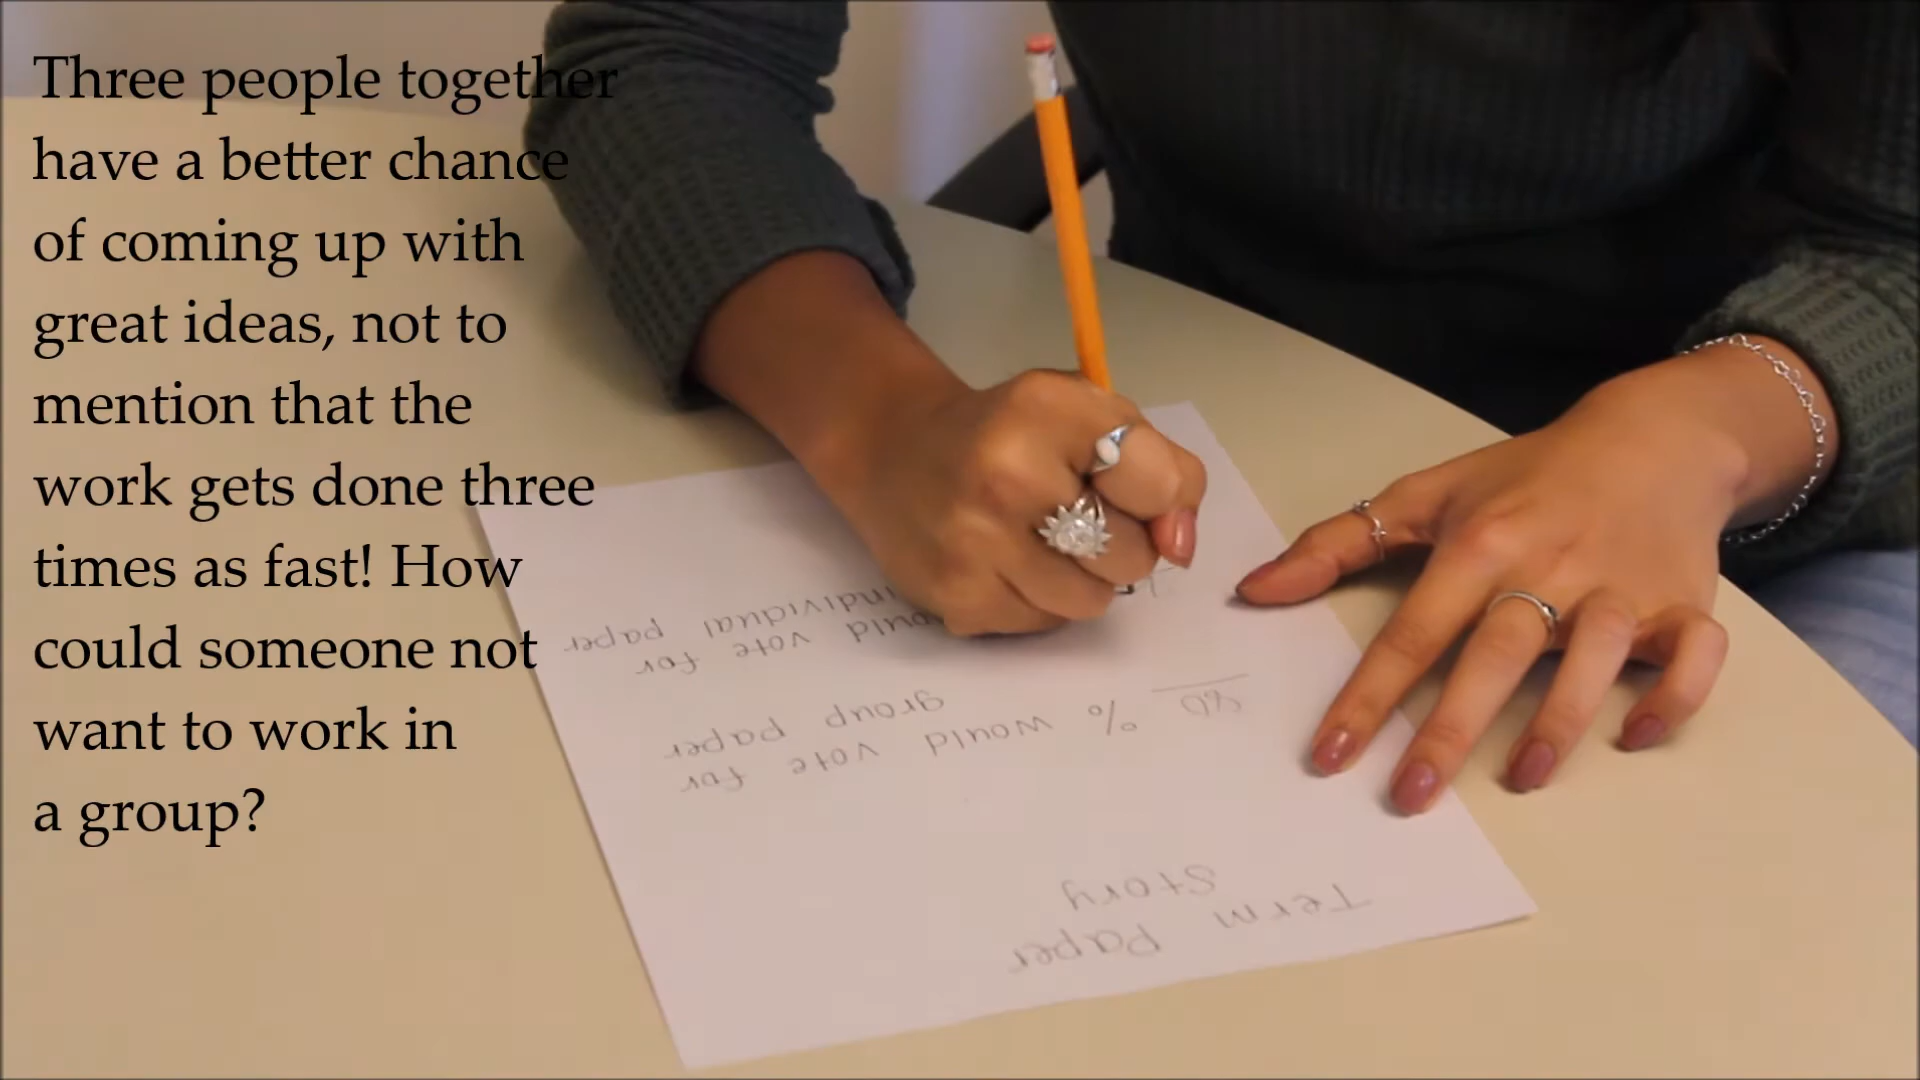 Three people together
have a better chance
of coming up with
great ideas, not to
mention that the
work gets done three
times as fast! How
could someone not
want to work in
a group?
Term Paper
Story
80 % would vote for
group paper
would vote for
individual paper